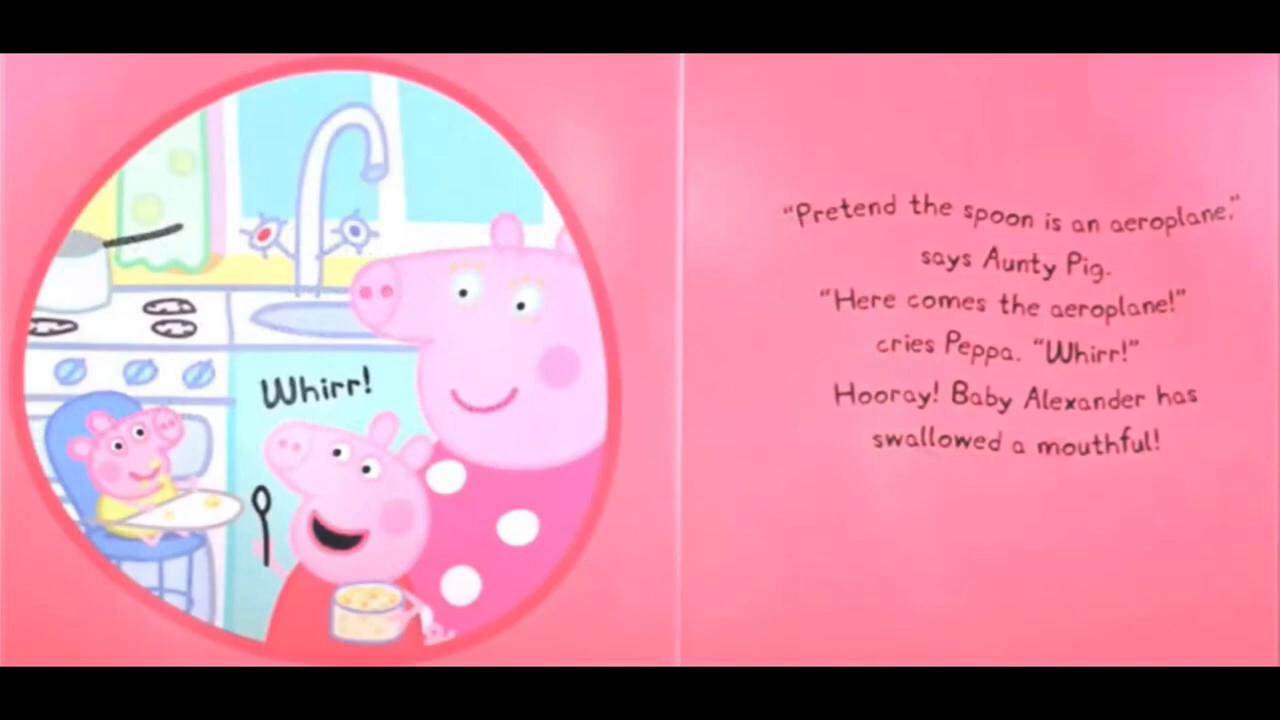 Whirr!
“Pretend the spoon is an aeroplane,”
says Aunty Pig.
“Here comes the aeroplane!”
cries Peppa. “Whirr!”
Hooray! Baby Alexander has
swallowed a mouthful!